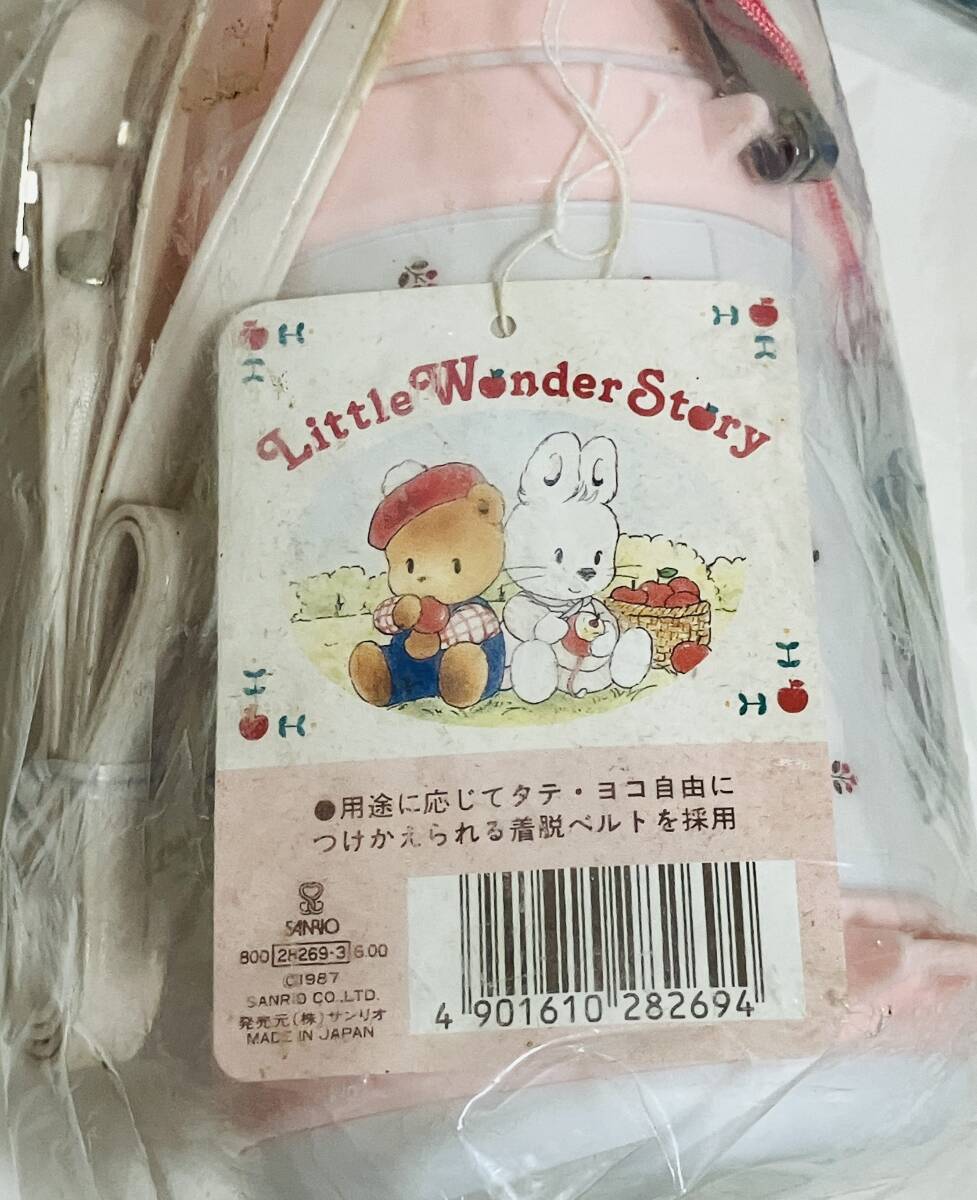 Little Wonder Story
●用途に応じてタテ・ヨコ自由に
つけかえられる着脱ベルトを採用
SANRIO
800 2H269-3 6.00
©1987
SANRIO CO.,LTD.
発売元(株)サンリオ
MADE IN JAPAN
4 901610 282694